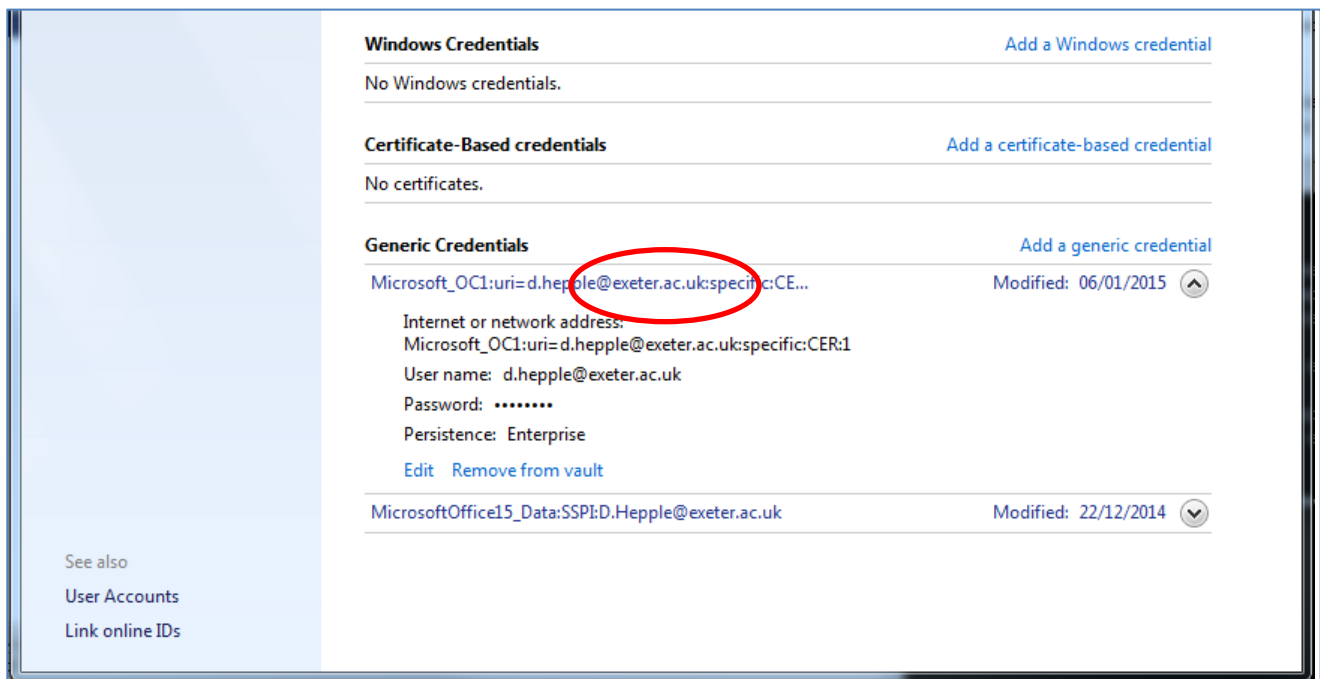 Windows Credentials Add a Windows credential
No Windows credentials.
Certificate-Based credentials Add a certificate-based credential
No certificates.
Generic Credentials Add a generic credential
Microsoft_OC1:uri=d.hepple@exeter.ac.uk:specific:CE... Modified: 06/01/2015
Internet or network address:
Microsoft_OC1:uri=d.hepple@exeter.ac.uk:specific:CER:1
User name: d.hepple@exeter.ac.uk
Password: ••••••••
Persistence: Enterprise
Edit Remove from vault
MicrosoftOffice15_Data:SSPI:D.Hepple@exeter.ac.uk Modified: 22/12/2014
See also
User Accounts
Link online IDs